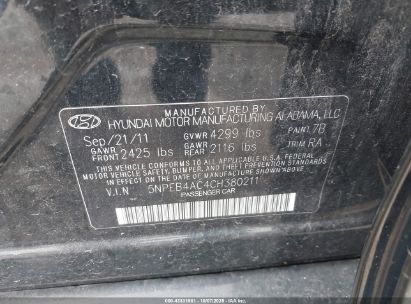 MANUFACTURED BY
HYUNDAI MOTOR MANUFACTURING ALABAMA, LLC
Sep/21/11 GVWR 4299 lbs PAINT 7B
GAWR FRONT 2425 lbs GAWR REAR 2116 lbs TRIM RA
THIS VEHICLE CONFORMS TO ALL APPLICABLE U.S.A. FEDERAL
MOTOR VEHICLE SAFETY, BUMPER, AND THEFT PREVENTION
STANDARDS IN EFFECT ON THE DATE OF MANUFACTURE SHOWN ABOVE.
V.I.N 5NPEB4AC4CH380211
PASSENGER CAR